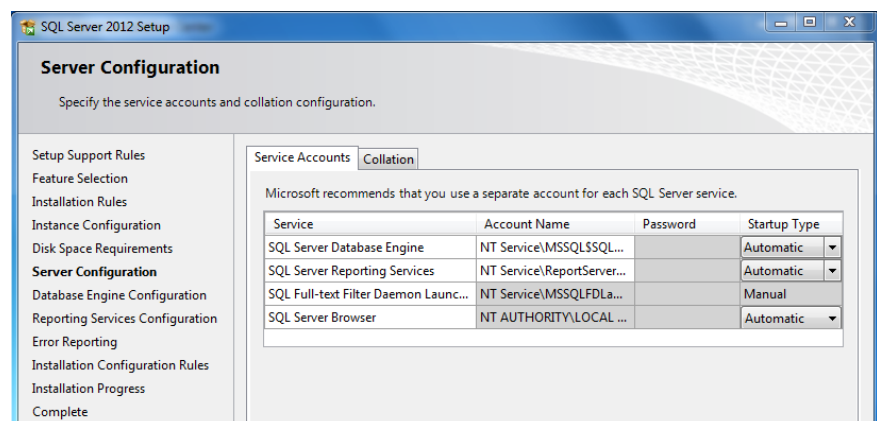 SQL Server 2012 Setup
Server Configuration
Specify the service accounts and collation configuration.
Setup Support Rules
Feature Selection
Installation Rules
Instance Configuration
Disk Space Requirements
Server Configuration
Database Engine Configuration
Reporting Services Configuration
Error Reporting
Installation Configuration Rules
Installation Progress
Complete
Service Accounts Collation
Microsoft recommends that you use a separate account for each SQL Server service.
Service Account Name Password Startup Type
SQL Server Database Engine NT Service\MSSQL$SQL... Automatic
SQL Server Reporting Services NT Service\ReportServer... Automatic
SQL Full-text Filter Daemon Launc... NT Service\MSSQLFDLa... Manual
SQL Server Browser NT AUTHORITY\LOCAL ... Automatic